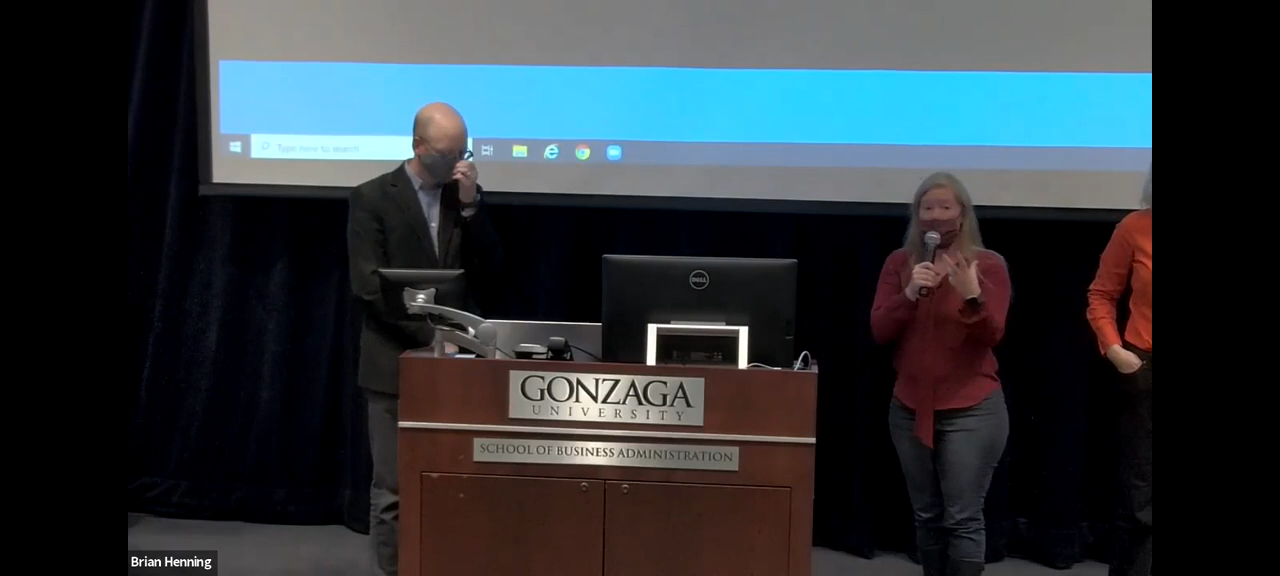 Type here to search
DELL
GONZAGA
UNIVERSITY
SCHOOL OF BUSINESS ADMINISTRATION
Brian Henning